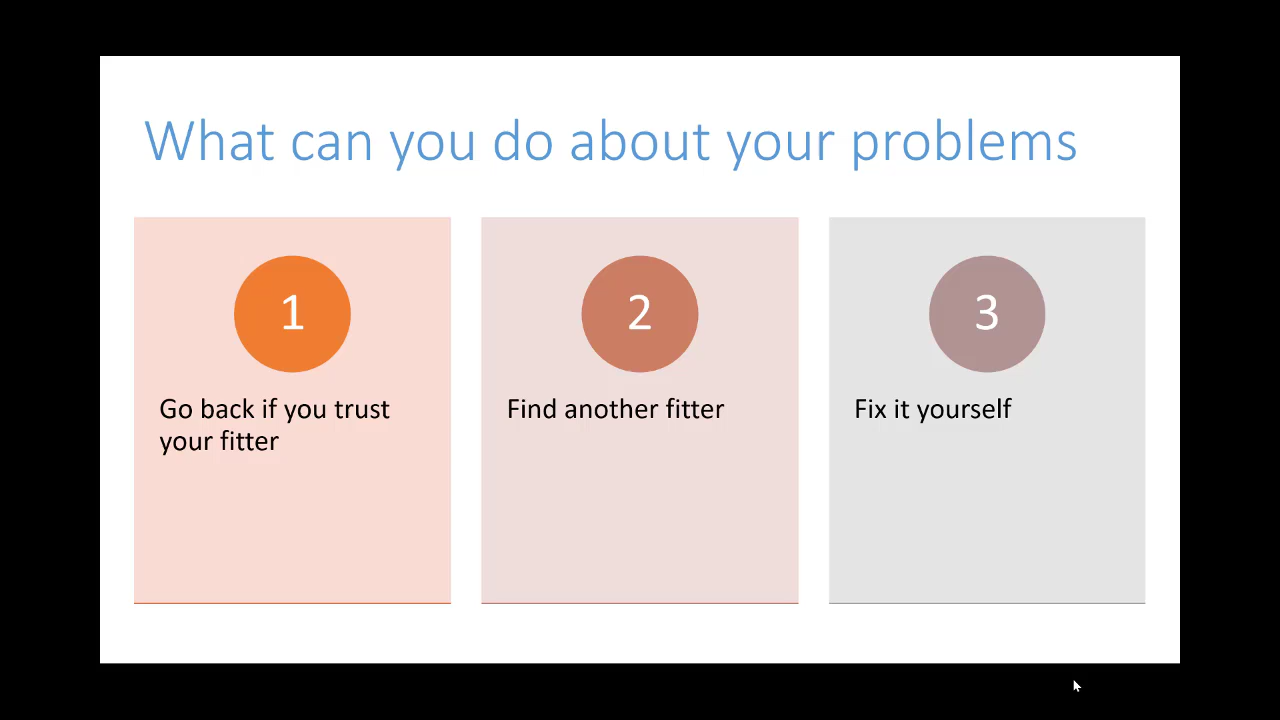 What can you do about your problems
1
Go back if you trust
your fitter
2
Find another fitter
3
Fix it yourself